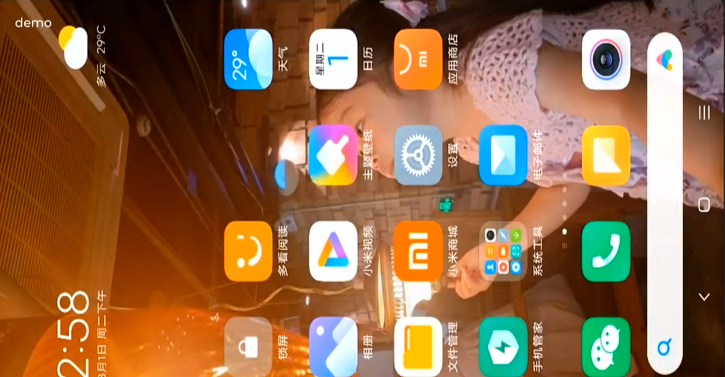 demo
2:58
月1日 周二下午
多云 29°C
29°
锁屏
多看阅读
天气
星期二
1
相册
小米视频
主题壁纸
日历
文件管理
小米商城
设置
应用商店
手机管家
系统工具
电子邮件